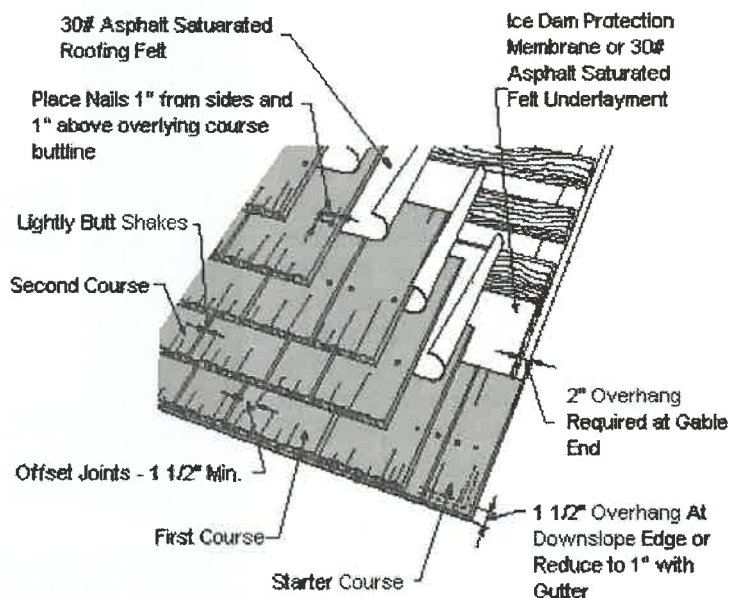 30# Asphalt Satuarated
Roofing Felt
Ice Dam Protection
Membrane or 30#
Asphalt Saturated
Felt Underlayment
Place Nails 1" from sides and
1" above overlying course
buttline
Lightly Butt Shakes
Second Course
2" Overhang
Required at Gable
End
Offset Joints - 1 1/2" Min.
First Course
1 1/2" Overhang At
Downslope Edge or
Reduce to 1" with
Gutter
Starter Course